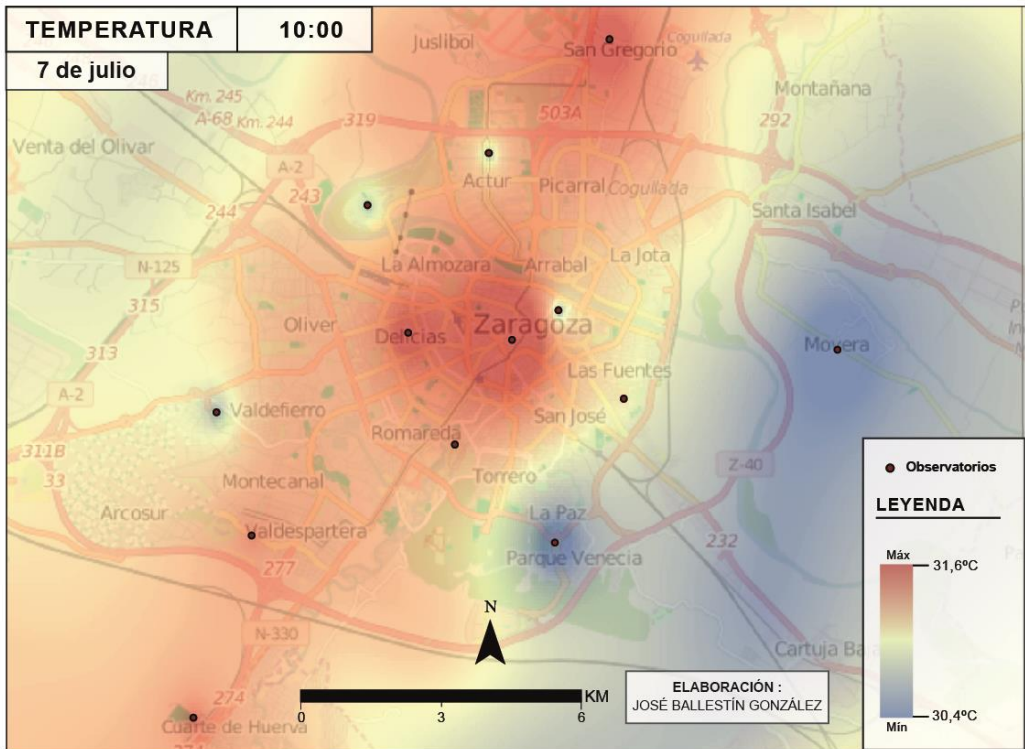 TEMPERATURA 10:00
7 de julio
Juslibol
San Gregorio
Cogullada
Montañana
Km. 245
A-68 Km. 244
319
503A
292
Venta del Olivar
A-2
243
Actur
Picarral
Cogullada
244
Santa Isabel
N-125
La Almozara
Arrabal
La Jota
315
Oliver
Delicias
Zaragoza
Movera
313
Las Fuentes
A-2
Valdefierro
San José
Romareda
311B
33
Montecanal
Torrero
Z-40
Arcosur
Valdespartera
La Paz
Parque Venecia
232
277
N
N-330
Cartuja Ba
274
Cuarte de Huerva
KM
0 3 6
ELABORACIÓN :
JOSÉ BALLESTÍN GONZÁLEZ
Observatorios
LEYENDA
Máx
31,6ºC
30,4ºC
Mín